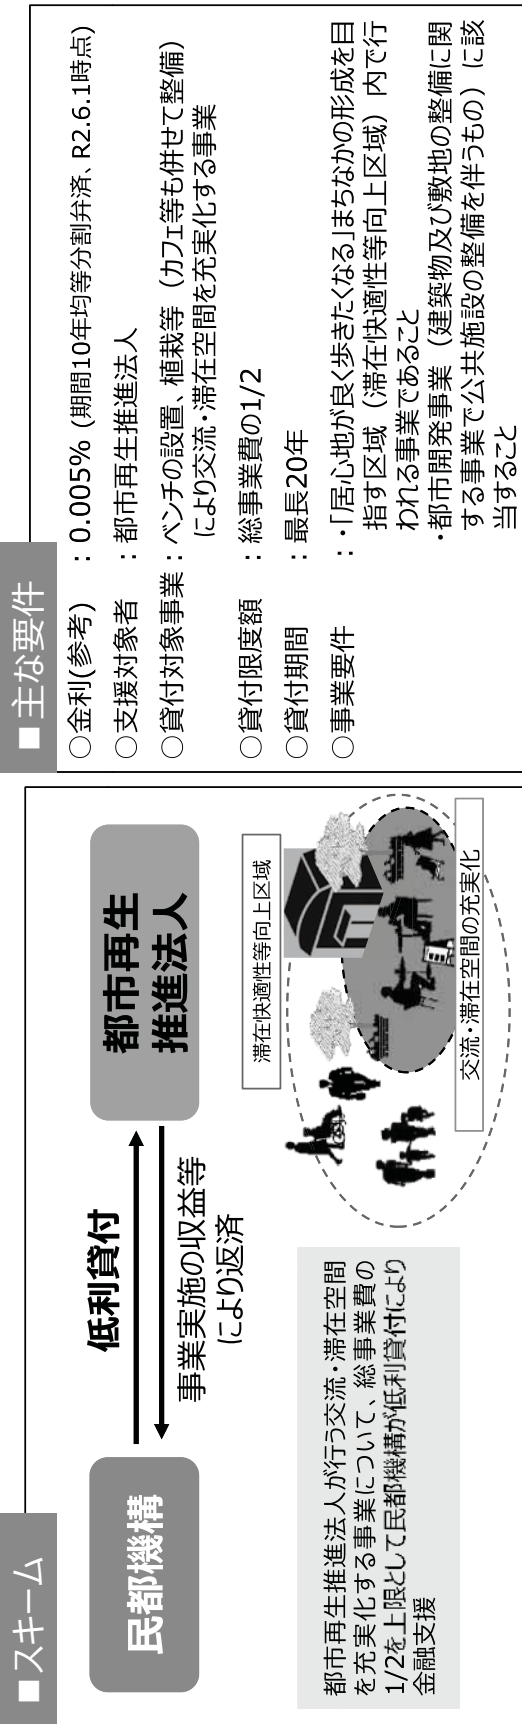 ■スキーム
民都機構
低利貸付
事業実施の収益等
により返済
都市再生
推進法人
都市再生推進法人が行う交流・滞在空間
を充実化する事業について、総事業費の
1/2を上限として民都機構が低利貸付により
金融支援
滞在快適性等向上区域
交流・滞在空間の充実化
■主な要件
○金利(参考) : 0.005% (期間10年均等分割弁済、R2.6.1時点)
○支援対象者 : 都市再生推進法人
○貸付対象事業 : ベンチの設置、植栽等（カフェ等も併せて整備）
により交流・滞在空間を充実化する事業
○貸付限度額 : 総事業費の1/2
○貸付期間 : 最長20年
○事業要件 : ・「居心地が良く歩きたくなる」まちなかの形成を目
指す区域（滞在快適性等向上区域）内で行
われる事業であること
・都市開発事業（建築物及び敷地の整備に関
する事業で公共施設の整備を伴うもの）に該
当すること